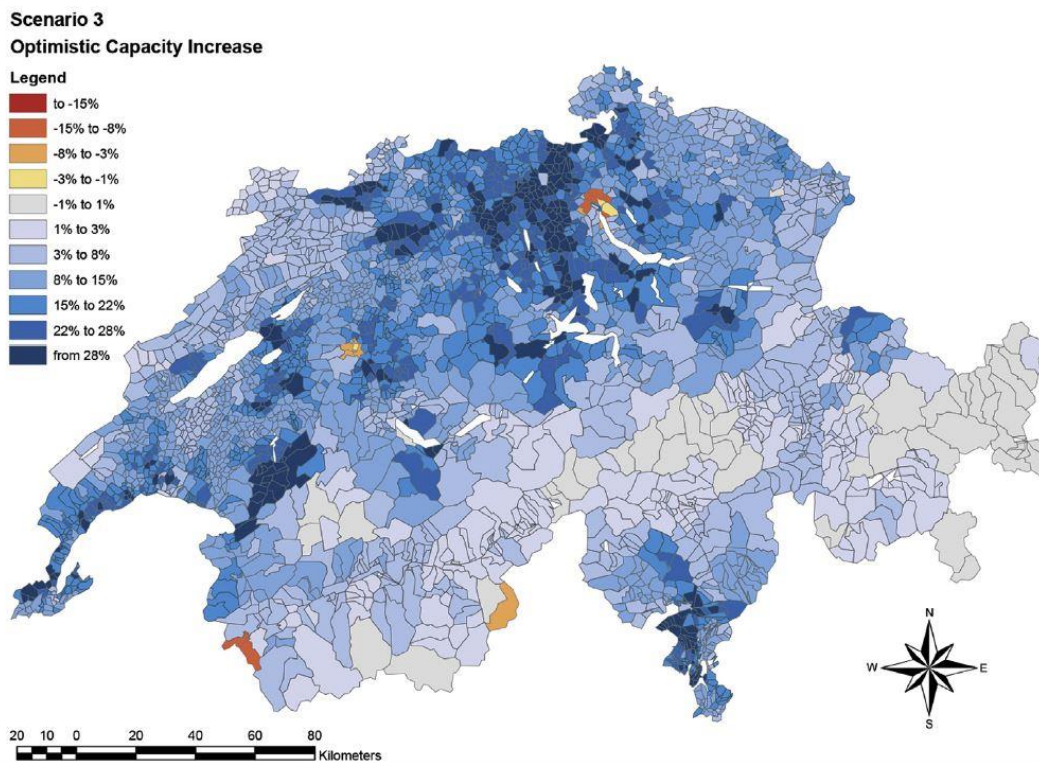 Scenario 3
Optimistic Capacity Increase
Legend
to -15%
-15% to -8%
-8% to -3%
-3% to -1%
-1% to 1%
1% to 3%
3% to 8%
8% to 15%
15% to 22%
22% to 28%
from 28%
N
W E
S
20 10 0 20 40 60 80
Kilometers